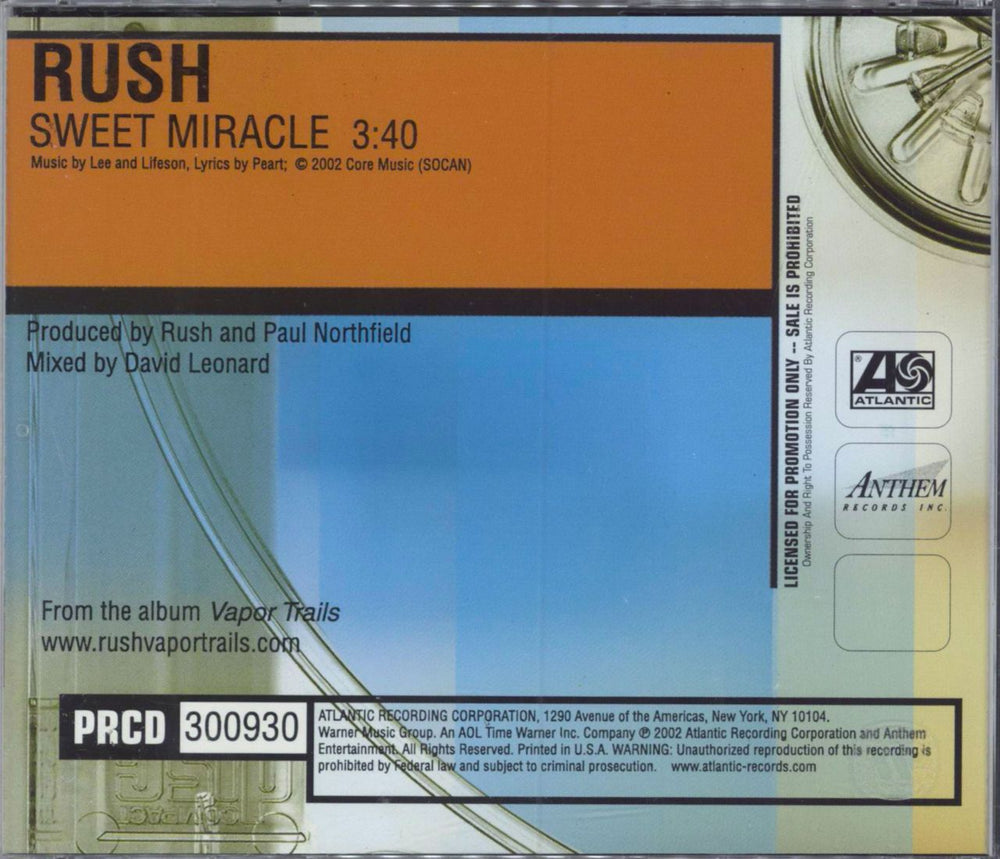 RUSH
SWEET MIRACLE 3:40
Music by Lee and Lifeson, Lyrics by Peart; © 2002 Core Music (SOCAN)
Produced by Rush and Paul Northfield
Mixed by David Leonard
From the album Vapor Trails
www.rushvaportrails.com
LICENSED FOR PROMOTION ONLY -- SALE IS PROHIBITED
Ownership And Right To Possession Reserved By Atlantic Recording Corporation
®
ATLANTIC
ANTHEM
RECORDS INC.
PRCD 300930
ATLANTIC RECORDING CORPORATION, 1290 Avenue of the Americas, New York, NY 10104.
Warner Music Group. An AOL Time Warner Inc. Company ℗ 2002 Atlantic Recording Corporation and Anthem
Entertainment. All Rights Reserved. Printed in U.S.A. WARNING: Unauthorized reproduction of this recording is
prohibited by Federal law and subject to criminal prosecution. www.atlantic-records.com